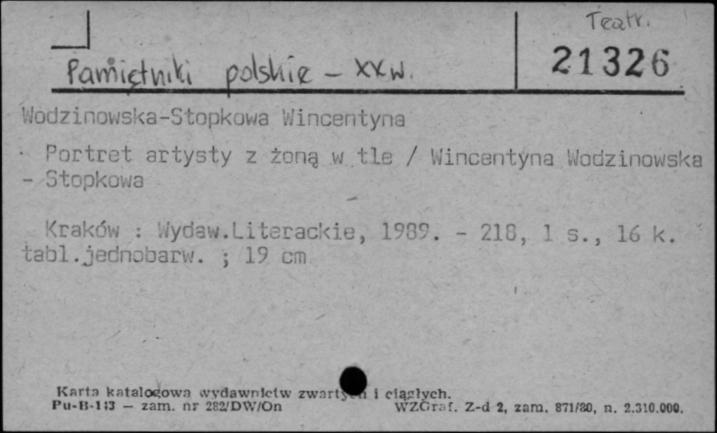 Teatr.
21326
Pamiętniki polskie - XXw.
Wodzinowska-Stopkowa Wincentyna
Portret artysty z żoną w tle / Wincentyna Wodzinowska
- Stopkowa
Kraków : Wydaw.Literackie, 1989. - 218, 1 s., 16 k.
tabl.jednobarw. ; 19 cm
Karta katalogowa wydawnictw zwartych i ciągłych.
Pu-B-113 — zam. nr 282/DW/On WZGraf. Z-d 2, zam. 871/80, n. 2.310.000.